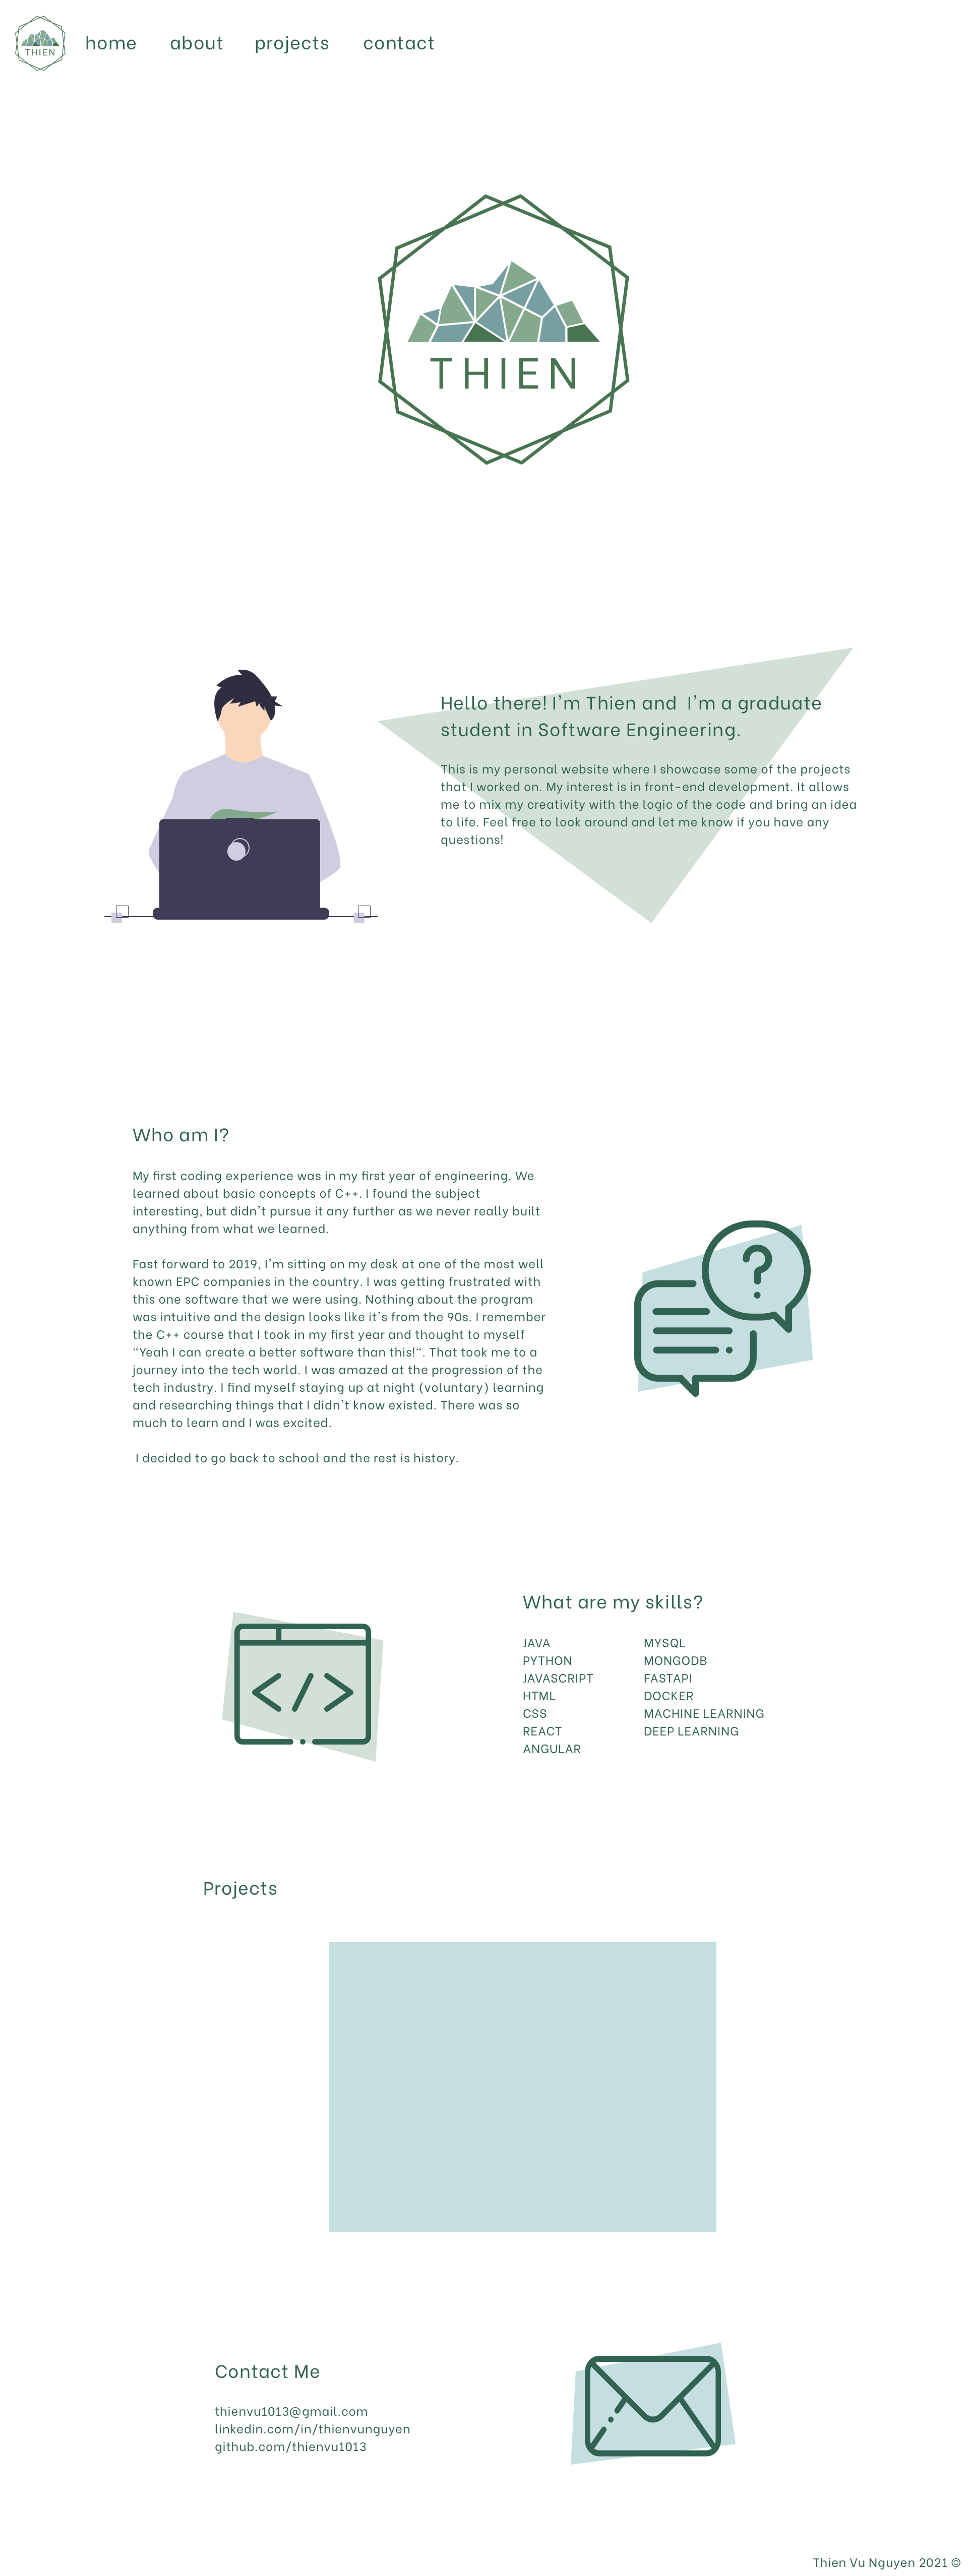 THIEN
home about projects contact
THIEN
Hello there! I'm Thien and I'm a graduate
student in Software Engineering.
This is my personal website where I showcase some of the projects
that I worked on. My interest is in front-end development. It allows
me to mix my creativity with the logic of the code and bring an idea
to life. Feel free to look around and let me know if you have any
questions!
Who am I?
My first coding experience was in my first year of engineering. We
learned about basic concepts of C++. I found the subject
interesting, but didn't pursue it any further as we never really built
anything from what we learned.
Fast forward to 2019, I'm sitting on my desk at one of the most well
known EPC companies in the country. I was getting frustrated with
this one software that we were using. Nothing about the program
was intuitive and the design looks like it's from the 90s. I remember
the C++ course that I took in my first year and thought to myself
"Yeah I can create a better software than this!". That took me to a
journey into the tech world. I was amazed at the progression of the
tech industry. I find myself staying up at night (voluntary) learning
and researching things that I didn't know existed. There was so
much to learn and I was excited.
I decided to go back to school and the rest is history.
What are my skills?
JAVA
PYTHON
JAVASCRIPT
HTML
CSS
REACT
ANGULAR
MYSQL
MONGODB
FASTAPI
DOCKER
MACHINE LEARNING
DEEP LEARNING
Projects
Contact Me
thienvu1013@gmail.com
linkedin.com/in/thienvunguyen
github.com/thienvu1013
Thien Vu Nguyen 2021 ©